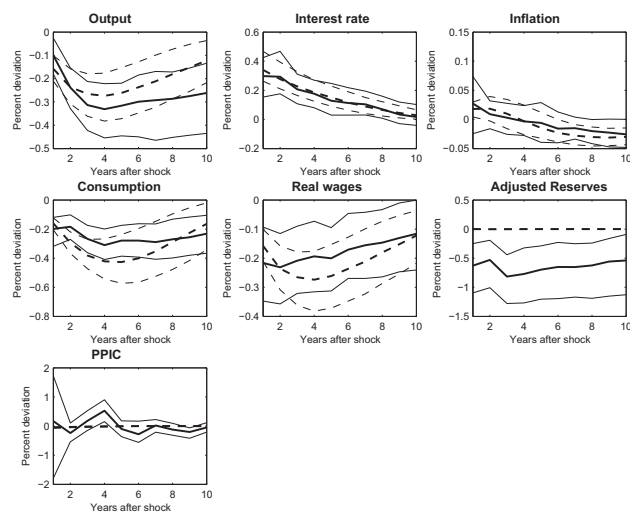 Output
Percent deviation
0
−0.1
−0.2
−0.3
−0.4
−0.5
2 4 6 8 10
Years after shock
Interest rate
Percent deviation
0.6
0.4
0.2
0
−0.2
2 4 6 8 10
Years after shock
Inflation
Percent deviation
0.15
0.1
0.05
0
−0.05
2 4 6 8 10
Years after shock
Consumption
Percent deviation
0
−0.2
−0.4
−0.6
−0.8
2 4 6 8 10
Years after shock
Real wages
Percent deviation
0
−0.1
−0.2
−0.3
−0.4
2 4 6 8 10
Years after shock
Adjusted Reserves
Percent deviation
0.5
0
−0.5
−1
−1.5
2 4 6 8 10
Years after shock
PPIC
Percent deviation
2
1
0
−1
−2
2 4 6 8 10
Years after shock